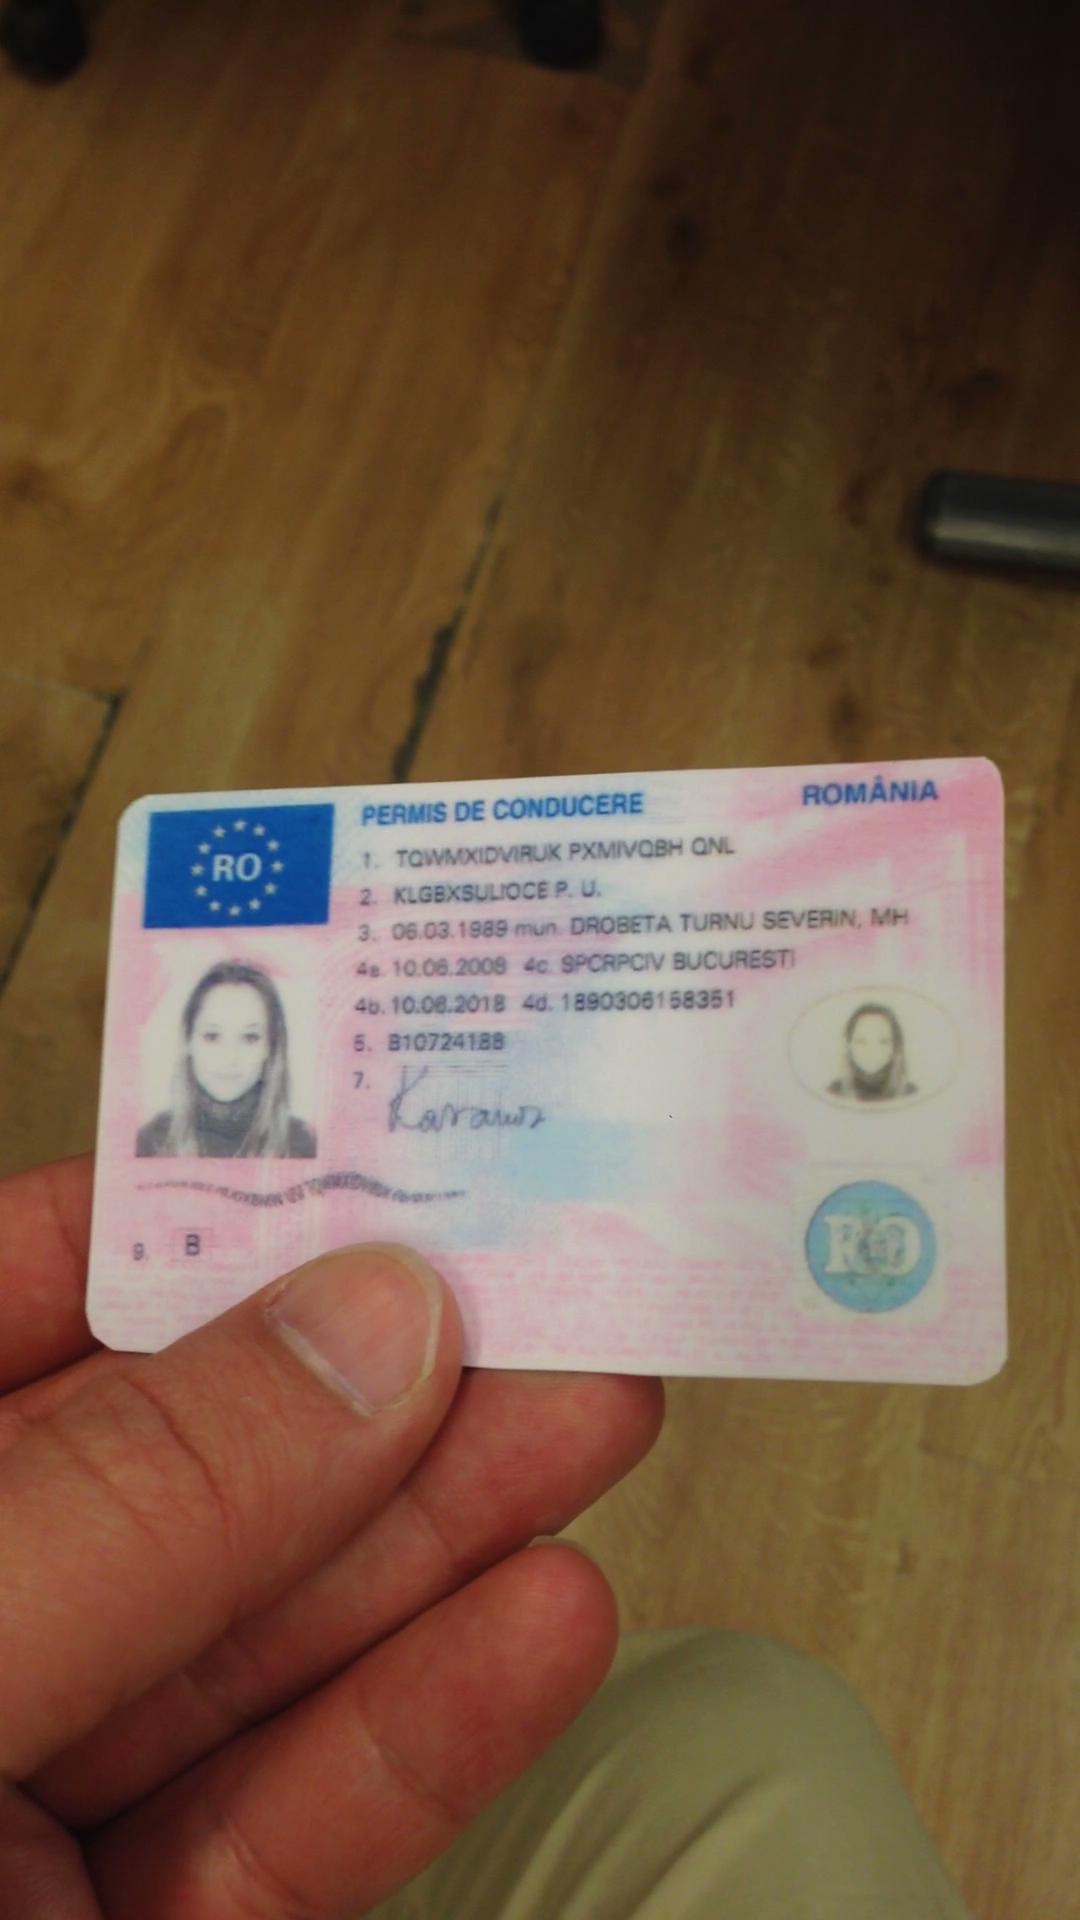 PERMIS DE CONDUCERE ROMÂNIA
RO
1. TQWMXIDVIRUK PXMIVQBH QNL
2. KLGBXSULIOCE P. U.
3. 06.03.1989 mun. DROBETA TURNU SEVERIN, MH
4a. 10.06.2008 4c. SPCRPCIV BUCURESTI
4b. 10.06.2018 4d. 1890306158351
5. B10724188
7.
9. B
RO